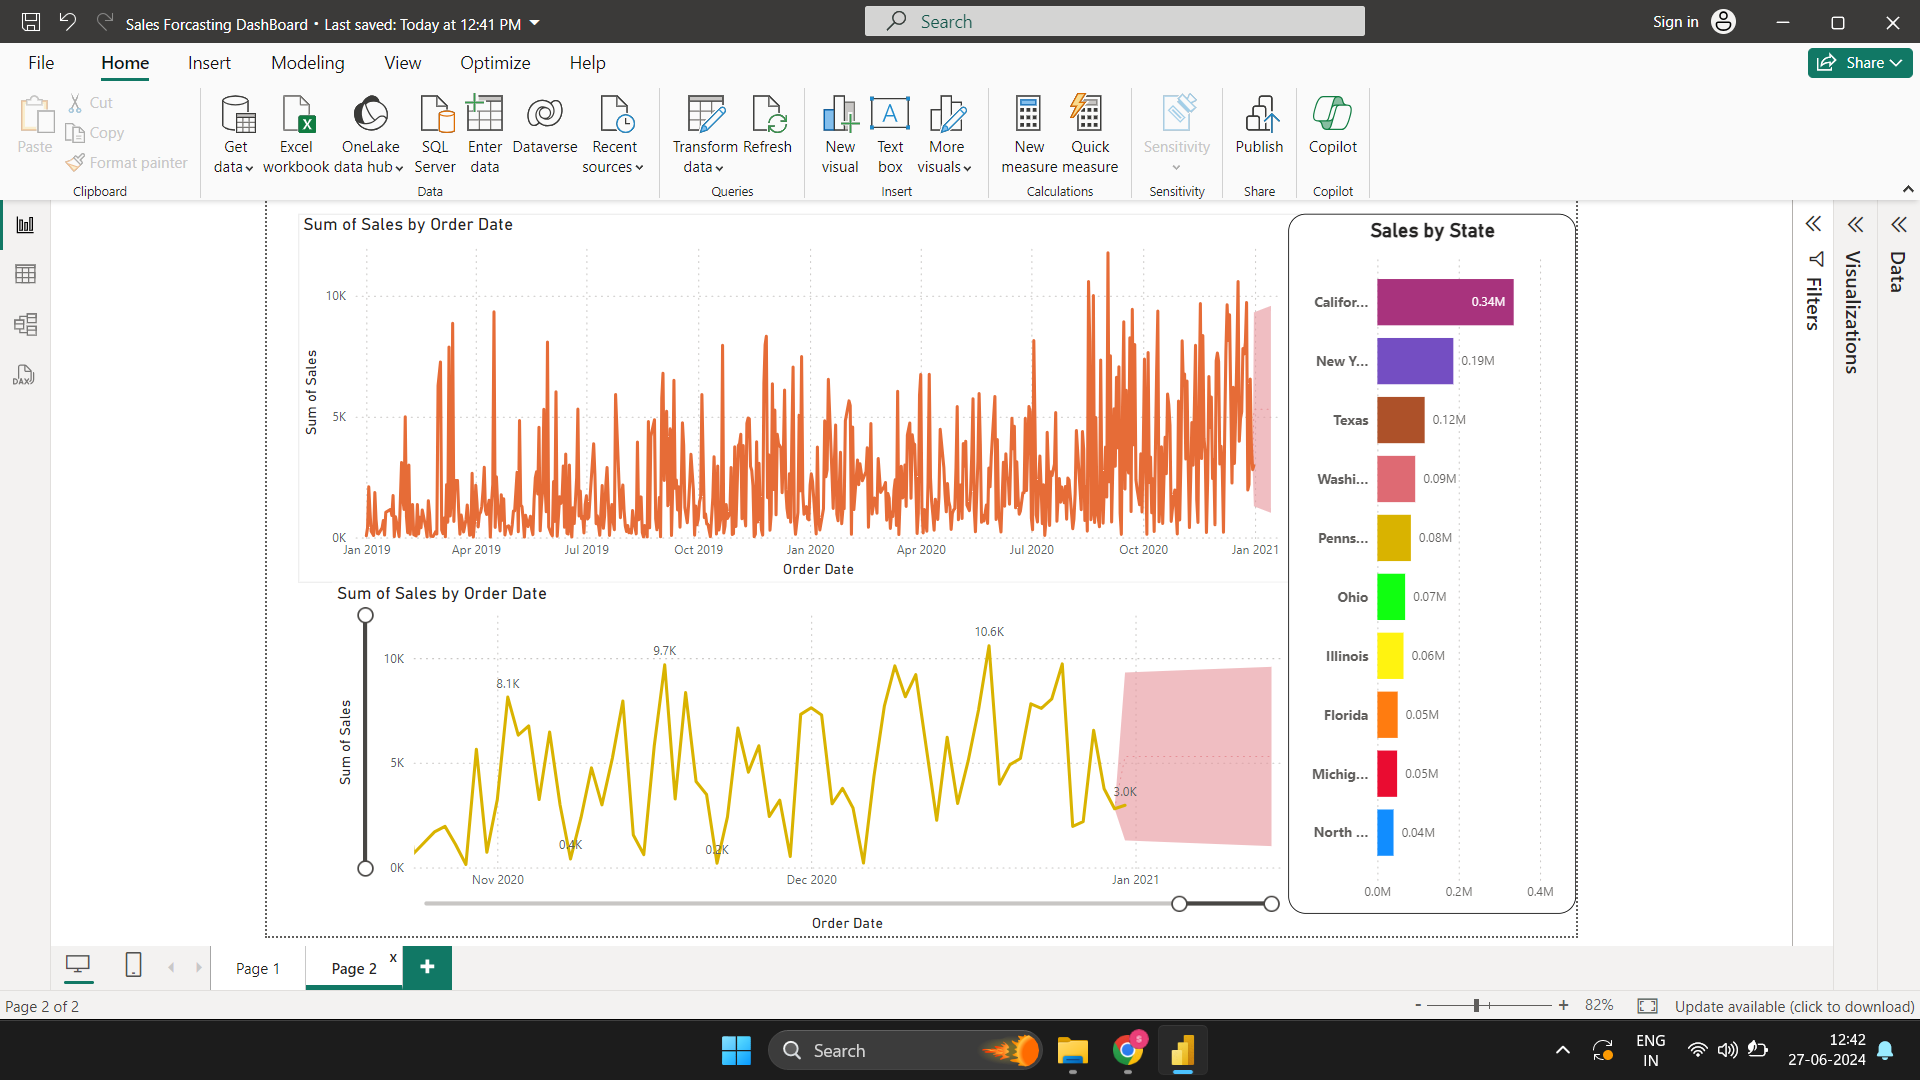 Sales Forcasting DashBoard • Last saved: Today at 12:41 PM
Search
Sign in
File
Home
Insert
Modeling
View
Optimize
Help
Share
Paste
Cut
Copy
Format painter
Clipboard
Get data
Excel workbook
OneLake data hub
SQL Server
Enter data
Dataverse
Recent sources
Data
Transform data
Refresh
Queries
New visual
Text box
More visuals
Insert
New measure
Quick measure
Calculations
Sensitivity
Sensitivity
Publish
Share
Copilot
Copilot
DAX
Sum of Sales by Order Date
Sum of Sales
10K
5K
0K
Jan 2019
Apr 2019
Jul 2019
Oct 2019
Jan 2020
Apr 2020
Jul 2020
Oct 2020
Jan 2021
Order Date
Sum of Sales by Order Date
Sum of Sales
10K
5K
0K
8.1K
0.4K
9.7K
0.2K
10.6K
3.0K
Nov 2020
Dec 2020
Jan 2021
Order Date
Sales by State
Califor... 0.34M
New Y... 0.19M
Texas 0.12M
Washi... 0.09M
Penns... 0.08M
Ohio 0.07M
Illinois 0.06M
Florida 0.05M
Michig... 0.05M
North ... 0.04M
0.0M 0.2M 0.4M
Filters
Visualizations
Data
Page 1
Page 2
x
+
Page 2 of 2
- + 82%
Update available (click to download)
Search
S
ENG
IN
12:42
27-06-2024